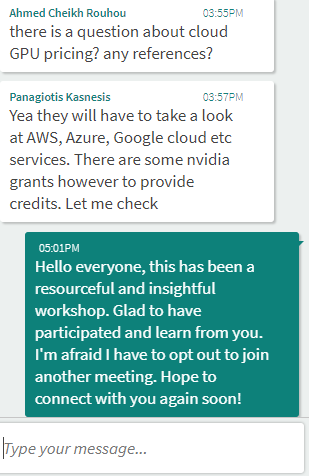 Ahmed Cheikh Rouhou 03:55PM
there is a question about cloud
GPU pricing? any references?
Panagiotis Kasnesis 03:57PM
Yea they will have to take a look
at AWS, Azure, Google cloud etc
services. There are some nvidia
grants however to provide
credits. Let me check
05:01PM
Hello everyone, this has been a
resourceful and insightful
workshop. Glad to have
participated and learn from you.
I'm afraid I have to opt out to join
another meeting. Hope to
connect with you again soon!
Type your message...